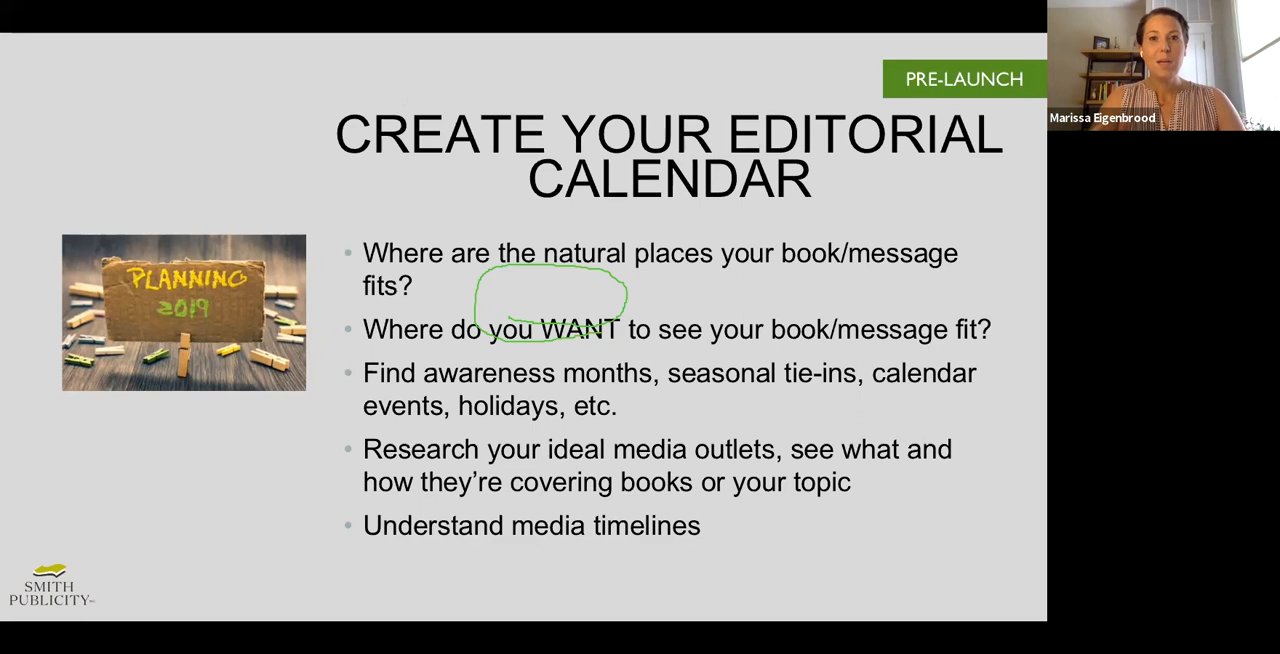 PRE-LAUNCH
Marissa Eigenbrood
CREATE YOUR EDITORIAL
CALENDAR
PLANNING
2019
• Where are the natural places your book/message
fits?
• Where do you WANT to see your book/message fit?
• Find awareness months, seasonal tie-ins, calendar
events, holidays, etc.
• Research your ideal media outlets, see what and
how they’re covering books or your topic
• Understand media timelines
SMITH
PUBLICITY